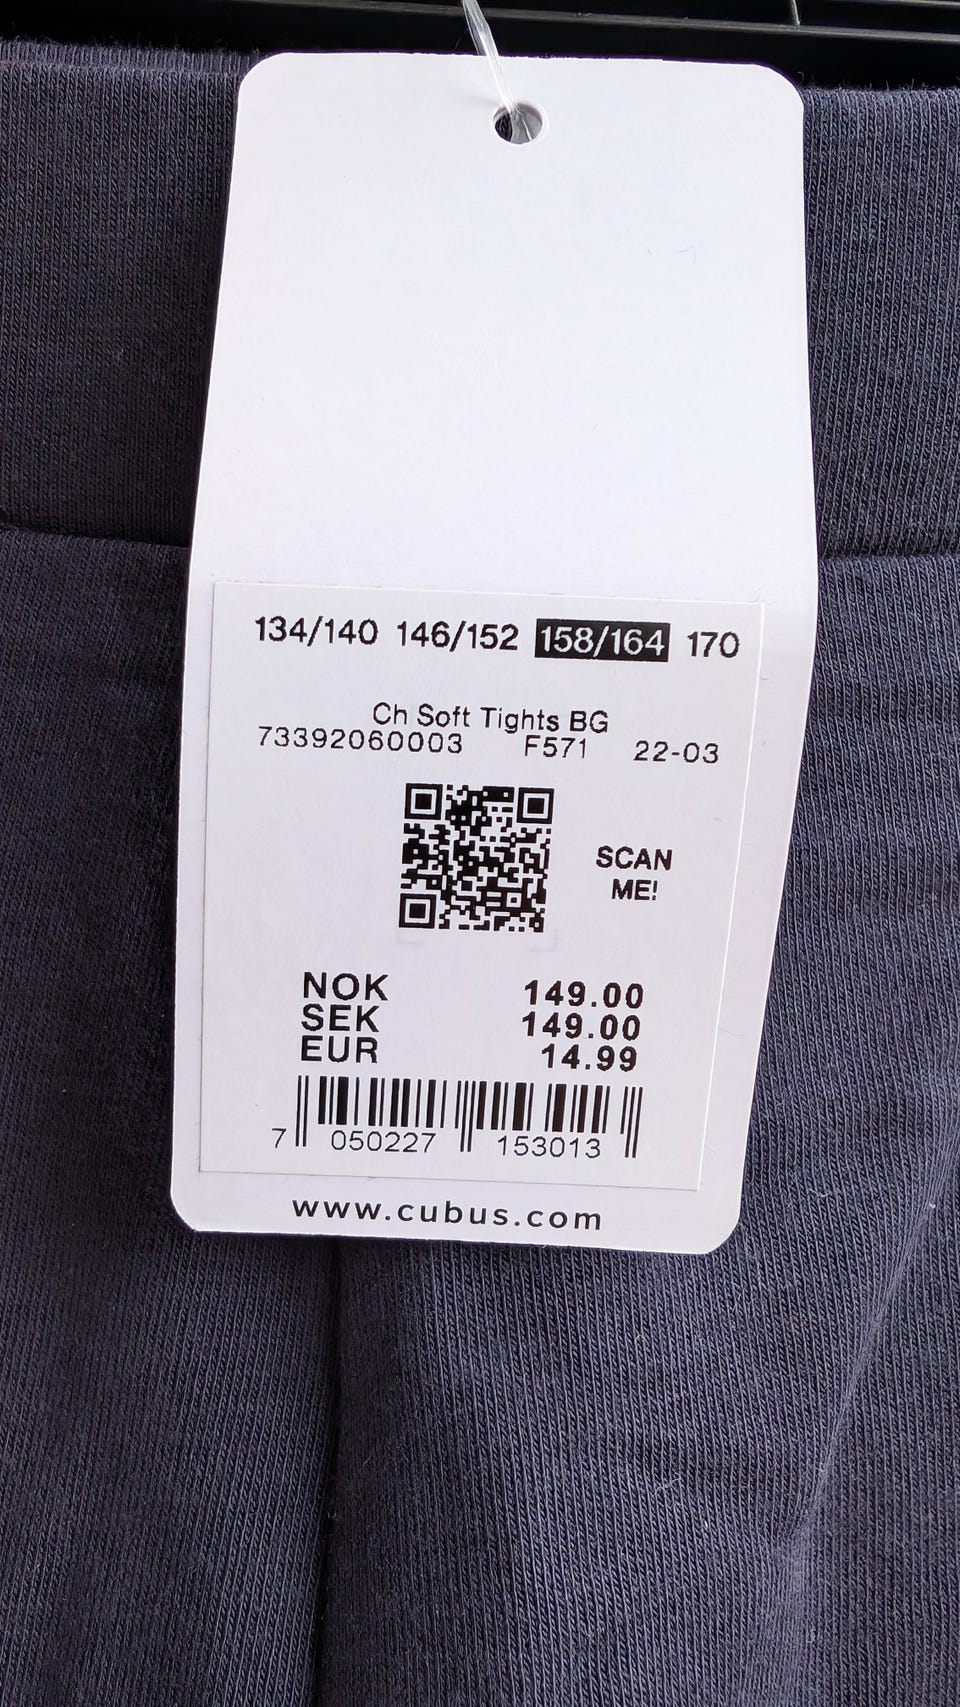 134/140 146/152 158/164 170
Ch Soft Tights BG
73392060003 F571 22-03
SCAN
ME!
NOK 149.00
SEK 149.00
EUR 14.99
7 050227 153013
www.cubus.com